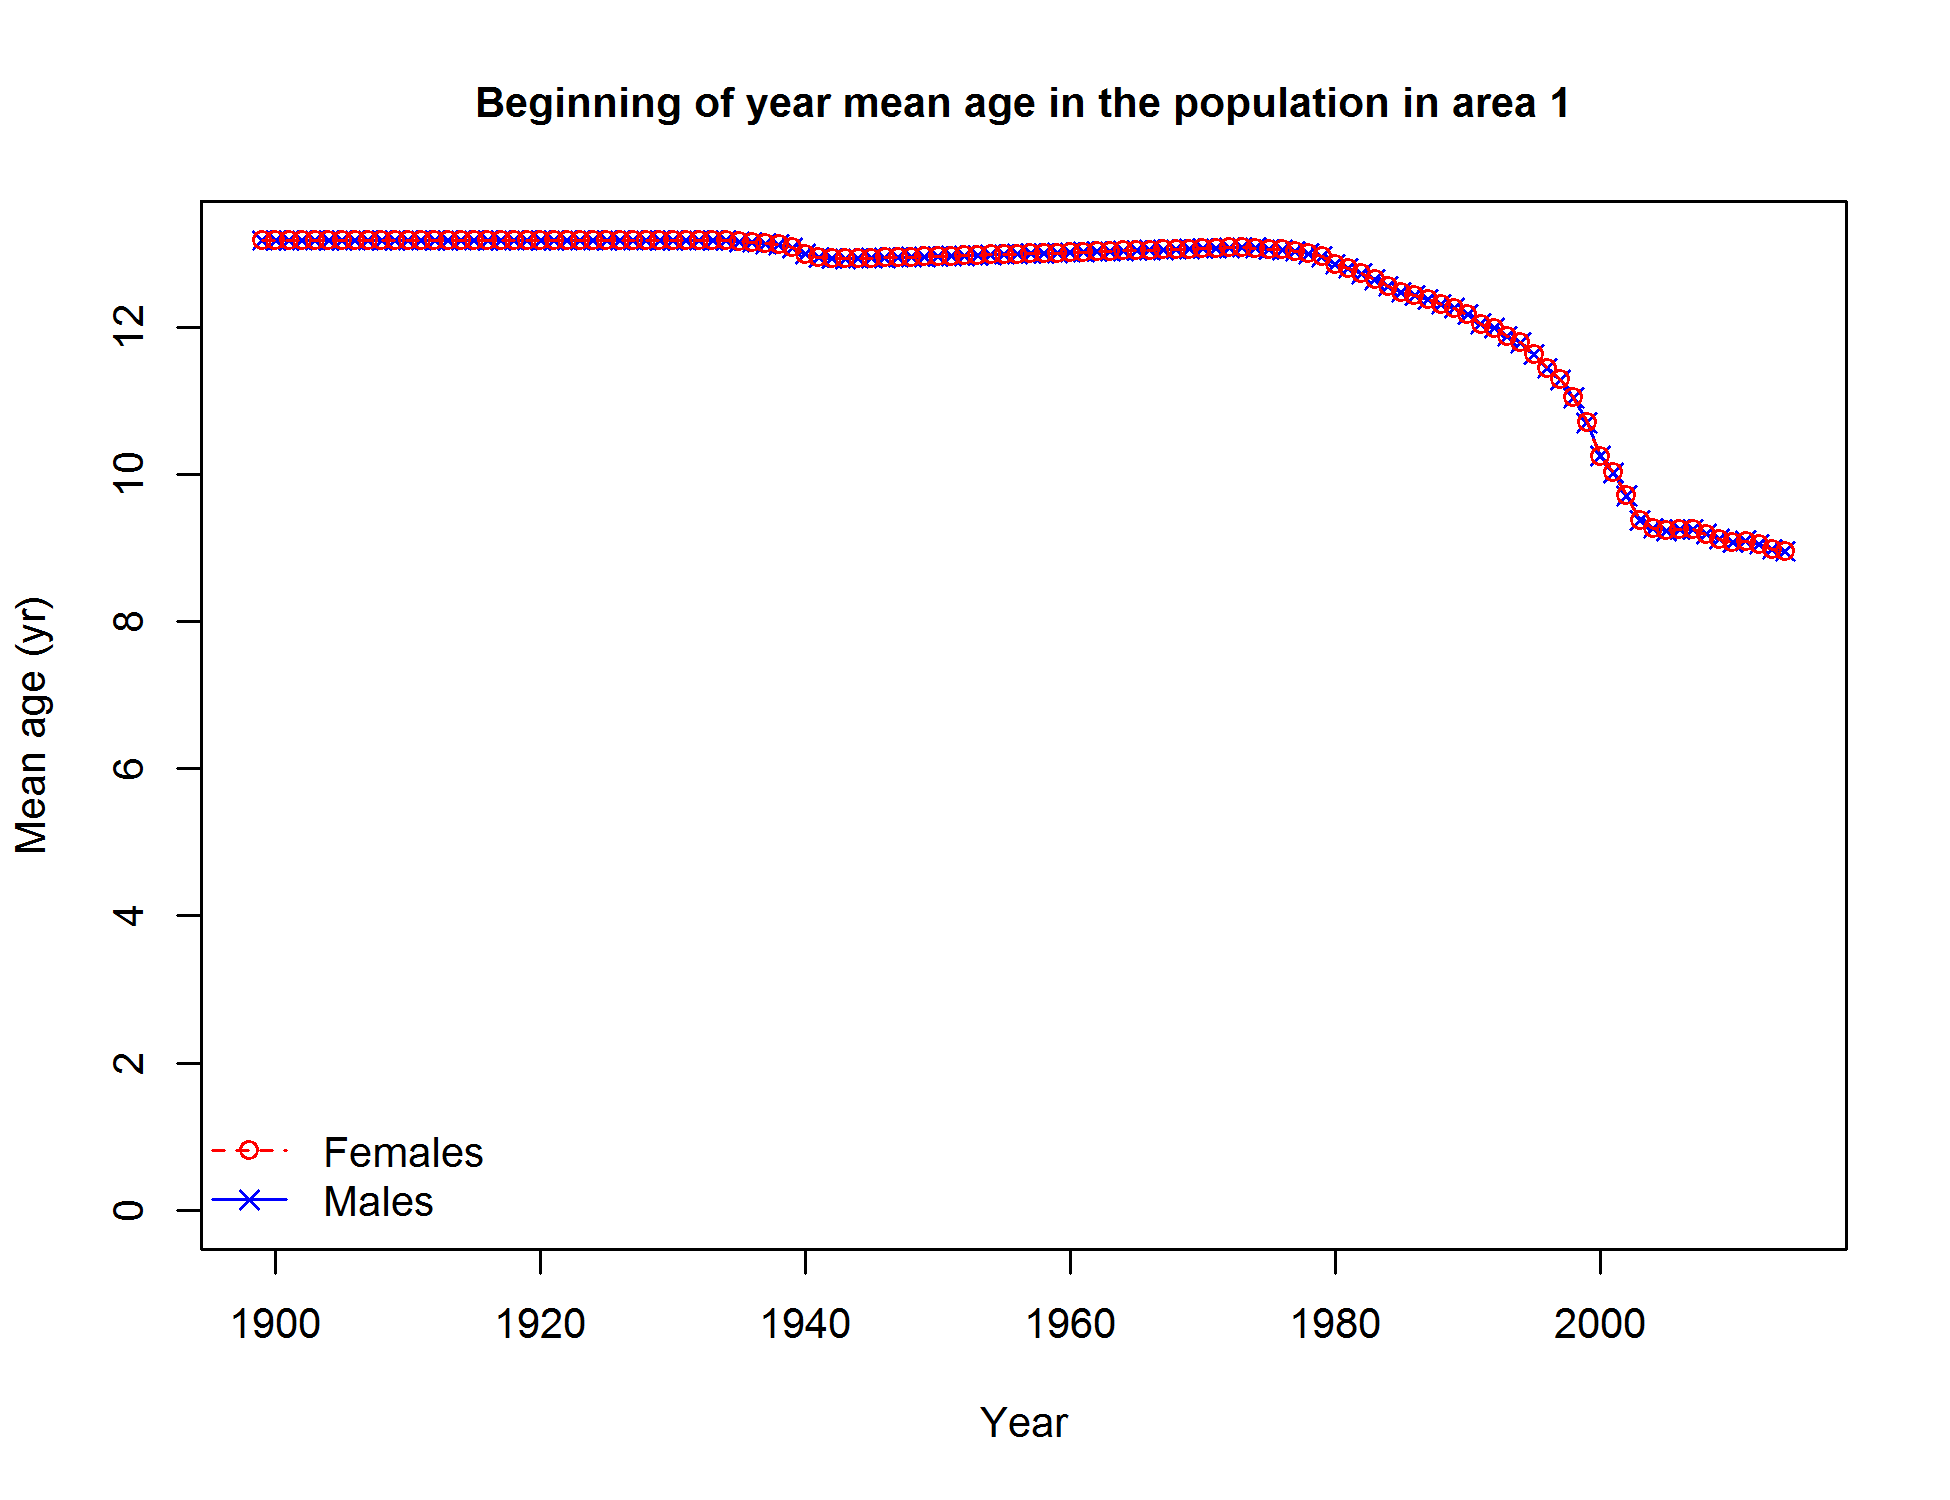 Beginning of year mean age in the population in area 1
Mean age (yr)
12
10
8
6
4
2
0
Females
Males
1900 1920 1940 1960 1980 2000
Year